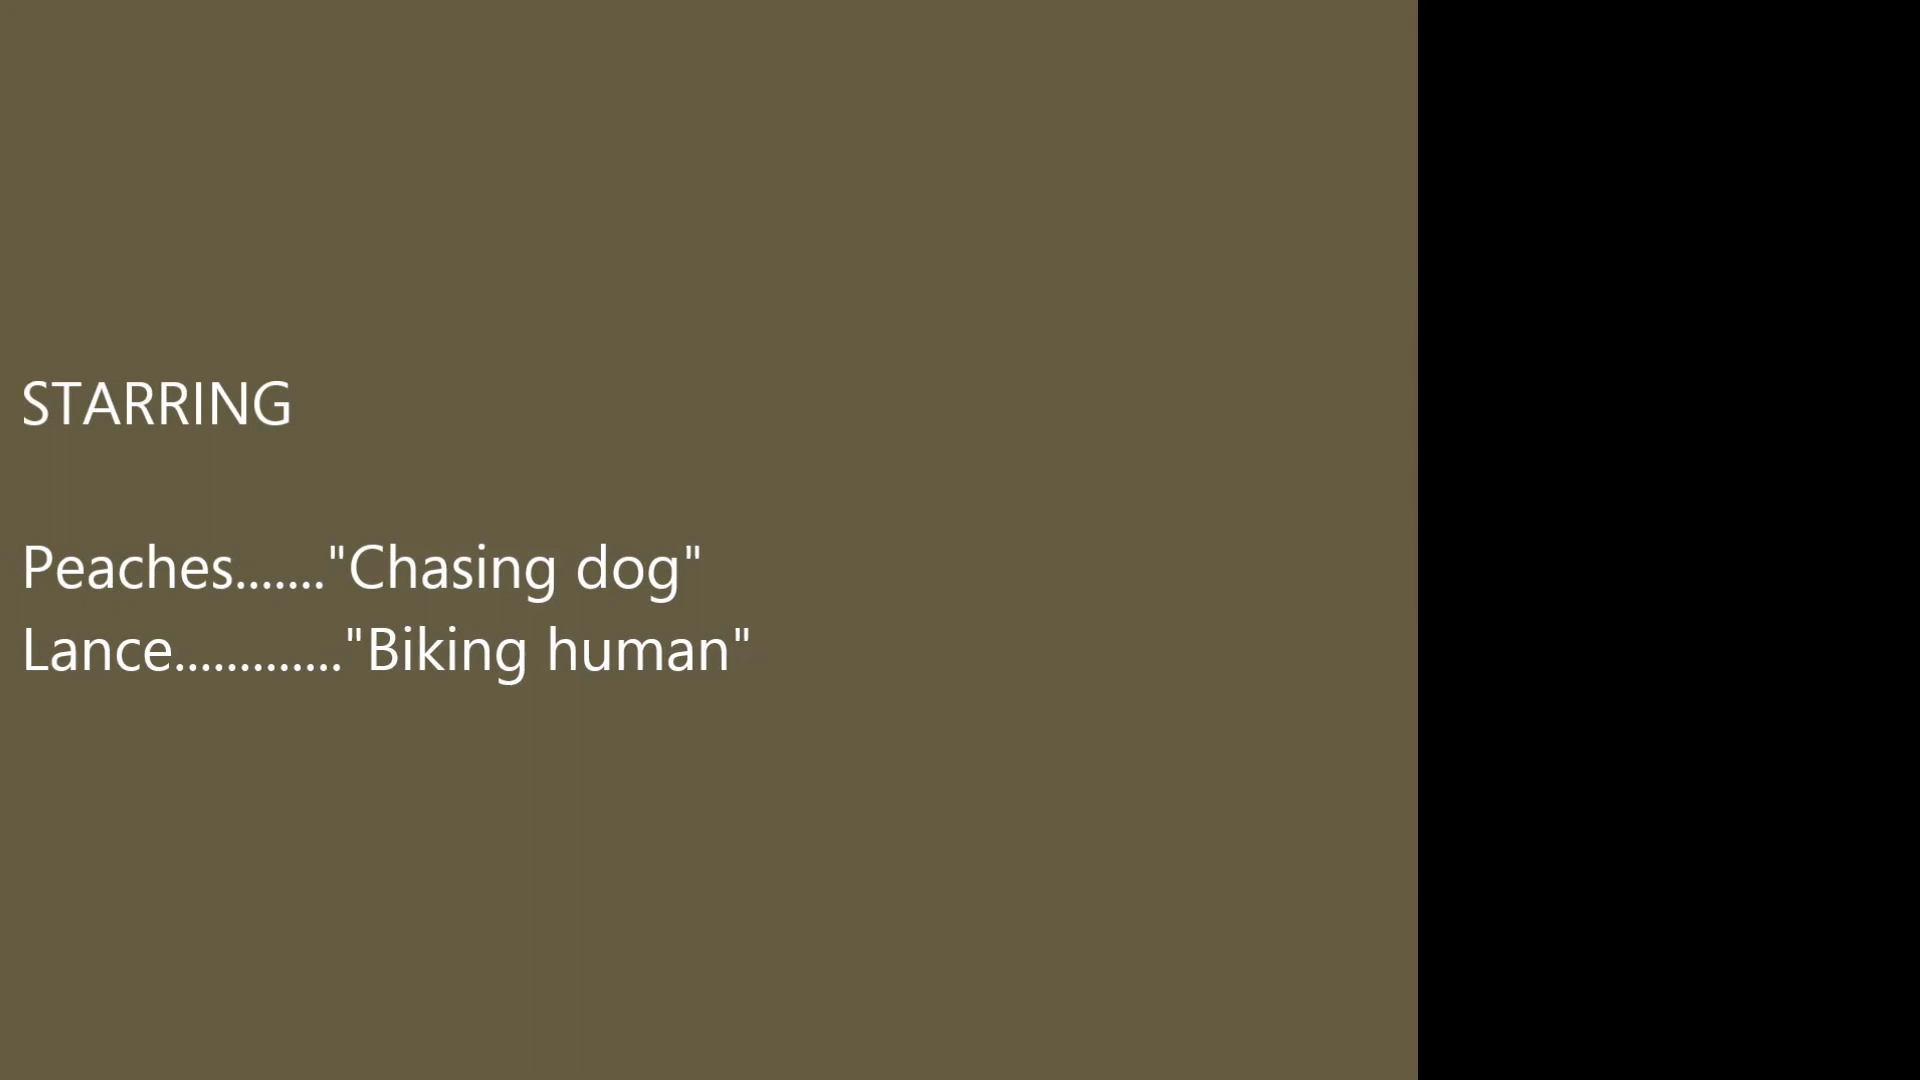 STARRING
Peaches......."Chasing dog"
Lance............."Biking human"